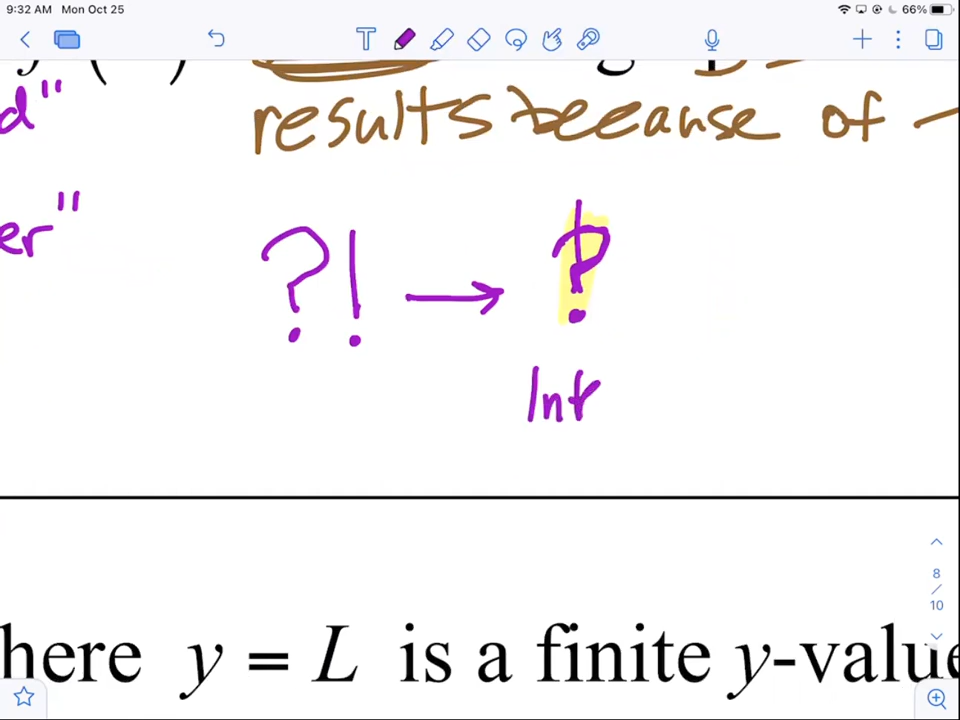 9:32 AM Mon Oct 25
66%
d"
results because of
er"
?! → ‽
Int
8
/
10
here y = L is a finite y-value